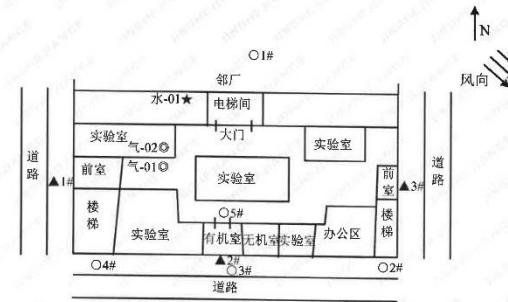 N
○1#
风向
邻厂
水-01★
电梯间
实验室
气-02◎
大门
实验室
道路
前室
气-01◎
▲1#
实验室
前室
▲3#
道路
楼梯
○5#
实验室
有机室
无机室
实验室
办公区
楼梯
○4#
▲2#
○3#
○2#
道路